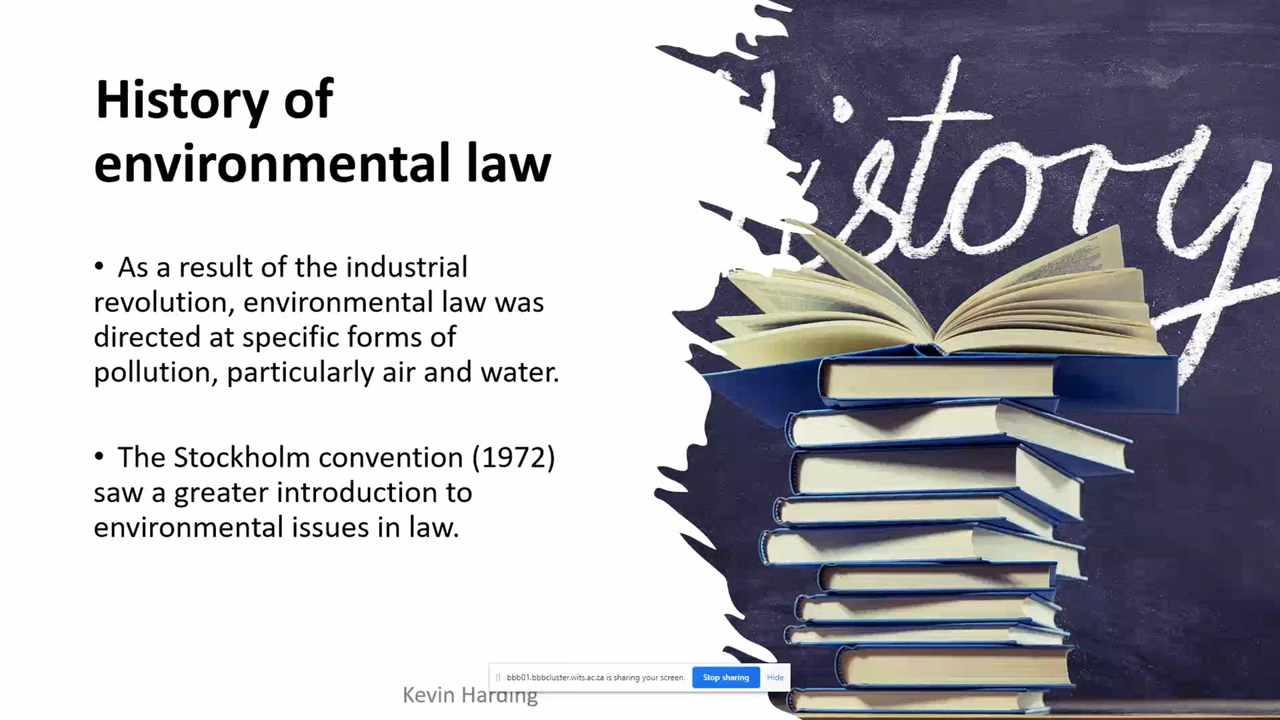 History of
environmental law
• As a result of the industrial
revolution, environmental law was
directed at specific forms of
pollution, particularly air and water.
• The Stockholm convention (1972)
saw a greater introduction to
environmental issues in law.
history
bbb01.bbbcluster.wits.ac.za is sharing your screen.
Stop sharing
Hide
Kevin Harding